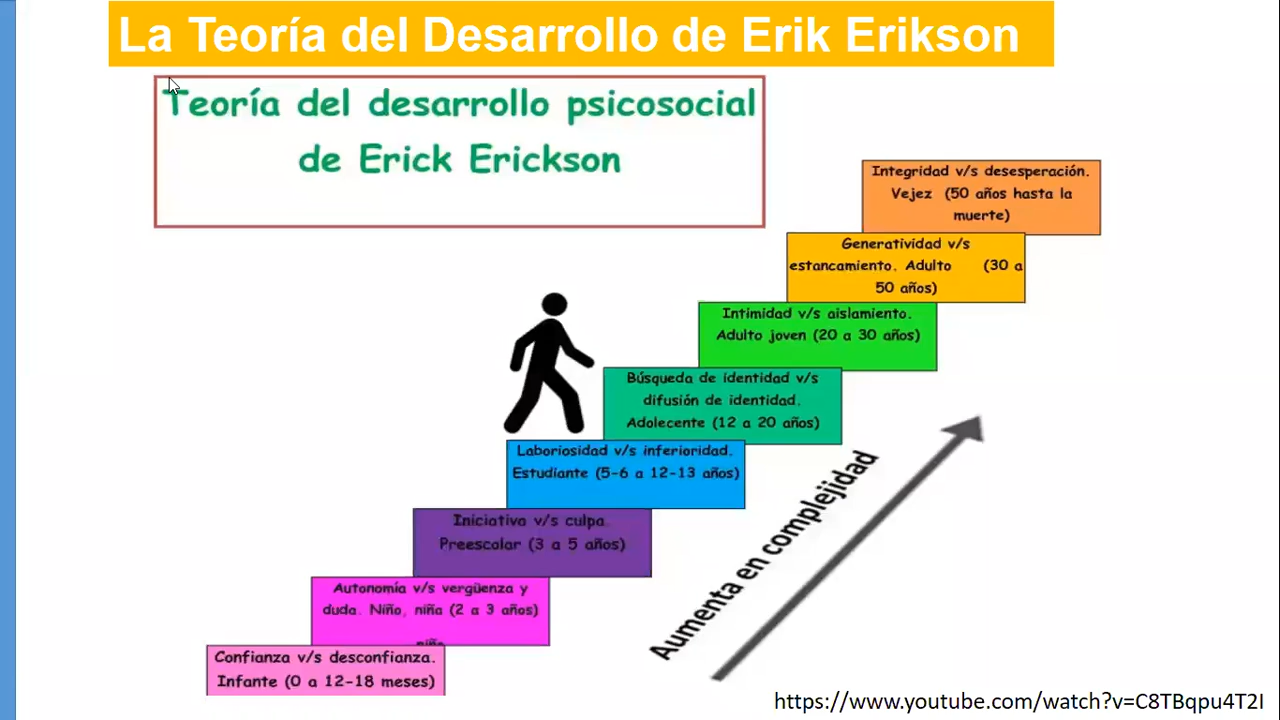 La Teoría del Desarrollo de Erik Erikson
Teoría del desarrollo psicosocial
de Erick Erickson
Integridad v/s desesperación.
Vejez (50 años hasta la
muerte)
Generatividad v/s
estancamiento. Adulto (30 a
50 años)
Intimidad v/s aislamiento.
Adulto joven (20 a 30 años)
Búsqueda de identidad v/s
difusión de identidad.
Adolecente (12 a 20 años)
Laboriosidad v/s inferioridad.
Estudiante (5-6 a 12-13 años)
Iniciativa v/s culpa.
Preescolar (3 a 5 años)
Autonomía v/s vergüenza y
duda. Niño, niña (2 a 3 años)
niño
Confianza v/s desconfianza.
Infante (0 a 12-18 meses)
Aumenta en complejidad
https://www.youtube.com/watch?v=C8TBqpu4T2I